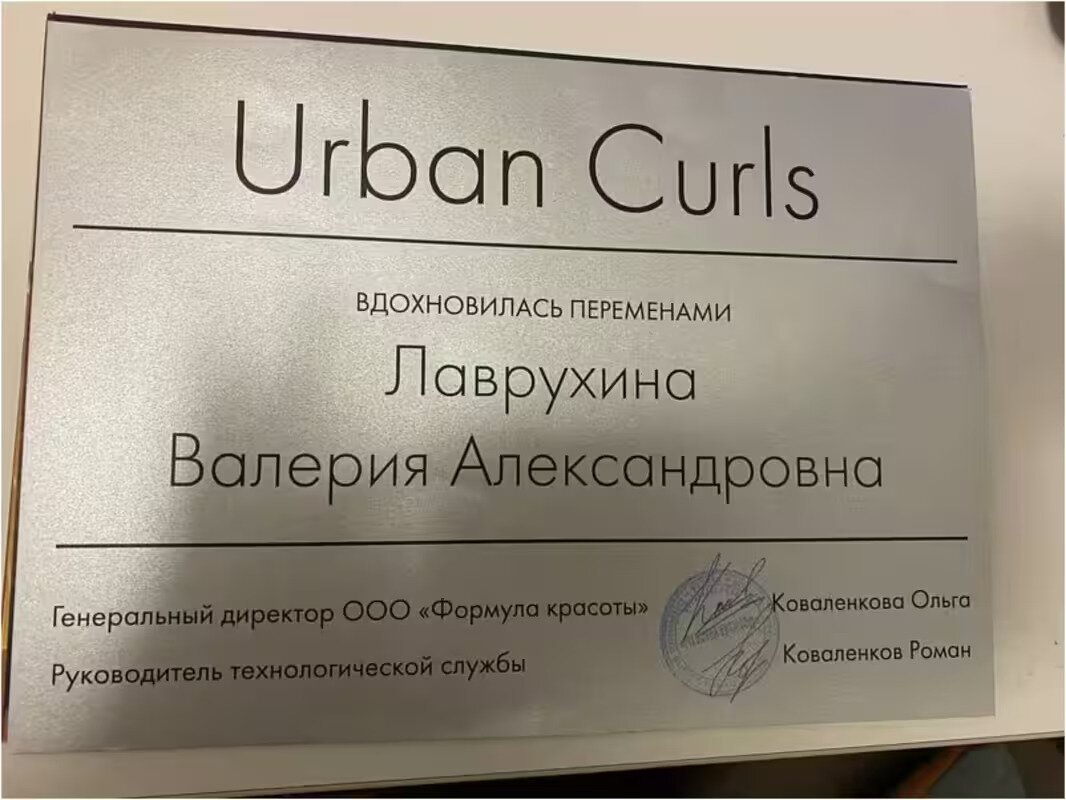 Urban Curls
ВДОХНОВИЛАСЬ ПЕРЕМЕНАМИ
Лаврухина
Валерия Александровна
Генеральный директор ООО «Формула красоты» Коваленкова Ольга
Руководитель технологической службы Коваленков Роман